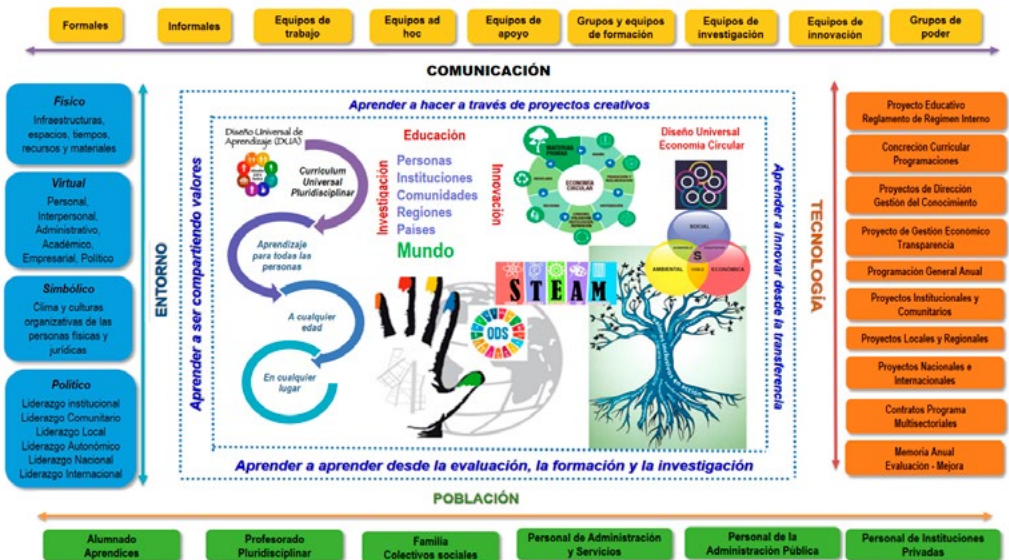 Formales
Informales
Equipos de
trabajo
Equipos ad
hoc
Equipos de
apoyo
Grupos y equipos
de formación
Equipos de
investigación
Equipos de
innovación
Grupos de
poder
COMUNICACIÓN
Físico
Infraestructuras,
espacios, tiempos,
recursos y materiales
Virtual
Personal,
Interpersonal,
Administrativo,
Académico,
Empresarial, Político
Simbólico
Clima y culturas
organizativas de las
personas físicas y
jurídicas
Político
Liderazgo institucional
Liderazgo Comunitario
Liderazgo Local
Liderazgo Autonómico
Liderazgo Nacional
Liderazgo Internacional
ENTORNO
Aprender a ser compartiendo valores
Aprender a hacer a través de proyectos creativos
Diseño Universal de
Aprendizaje (DUA)
Curriculum
Universal
Pluridisciplinar
Aprendizaje
para todas las
personas
A cualquier
edad
En cualquier
lugar
Educación
Investigación
Personas
Instituciones
Comunidades
Regiones
Paises
Mundo
Innovación
MATERIAS
PRIMAS
ECONOMÍA
CIRCULAR
Diseño Universal
Economía Circular
SOCIAL
S
AMBIENTAL
ECONÓMICA
STEAM
ODS
Aprender a innovar desde la transferencia
Aprender a aprender desde la evaluación, la formación y la investigación
TECNOLOGÍA
Proyecto Educativo
Reglamento de Régimen Interno
Concreción Curricular
Programaciones
Proyectos de Dirección
Gestión del Conocimiento
Proyecto de Gestión Económico
Transparencia
Programación General Anual
Proyectos Institucionales y
Comunitarios
Proyectos Locales y Regionales
Proyectos Nacionales e
Internacionales
Contratos Programa
Multisectoriales
Memoria Anual
Evaluación - Mejora
POBLACIÓN
Alumnado
Aprendices
Profesorado
Pluridisciplinar
Familia
Colectivos sociales
Personal de Administración
y Servicios
Personal de la
Administración Pública
Personal de Instituciones
Privadas